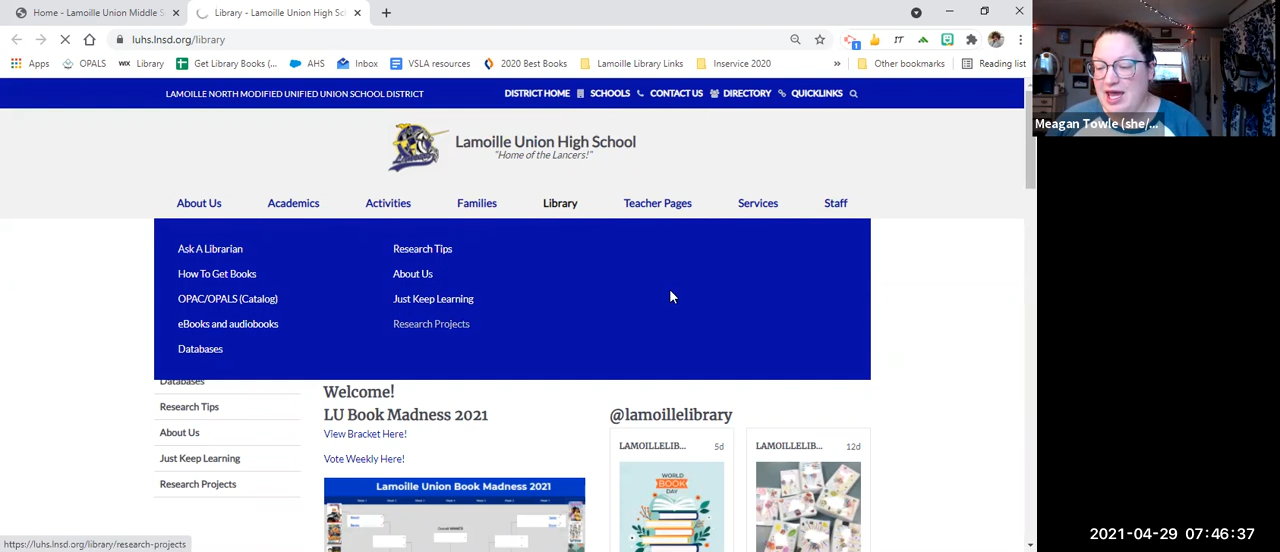 Home - Lamoille Union Middle S
Library - Lamoille Union High Sch
luhs.lnsd.org/library
Apps
OPALS
WIX Library
Get Library Books (...
AHS
Inbox
VSLA resources
2020 Best Books
Lamoille Library Links
Inservice 2020
»
Other bookmarks
Reading list
LAMOILLE NORTH MODIFIED UNIFIED UNION SCHOOL DISTRICT
DISTRICT HOME SCHOOLS CONTACT US DIRECTORY QUICKLINKS
Lamoille Union High School
"Home of the Lancers!"
About Us Academics Activities Families Library Teacher Pages Services Staff
Ask A Librarian
How To Get Books
OPAC/OPALS (Catalog)
eBooks and audiobooks
Databases
Research Tips
About Us
Just Keep Learning
Research Projects
Databases
Research Tips
About Us
Just Keep Learning
Research Projects
Welcome!
LU Book Madness 2021
View Bracket Here!
Vote Weekly Here!
Lamoille Union Book Madness 2021
@lamoillelibrary
LAMOILLELIB... 5d
WORLD
BOOK
DAY
LAMOILLELIB... 12d
https://luhs.lnsd.org/library/research-projects
Meagan Towle (she/...
2021-04-29 07:46:37